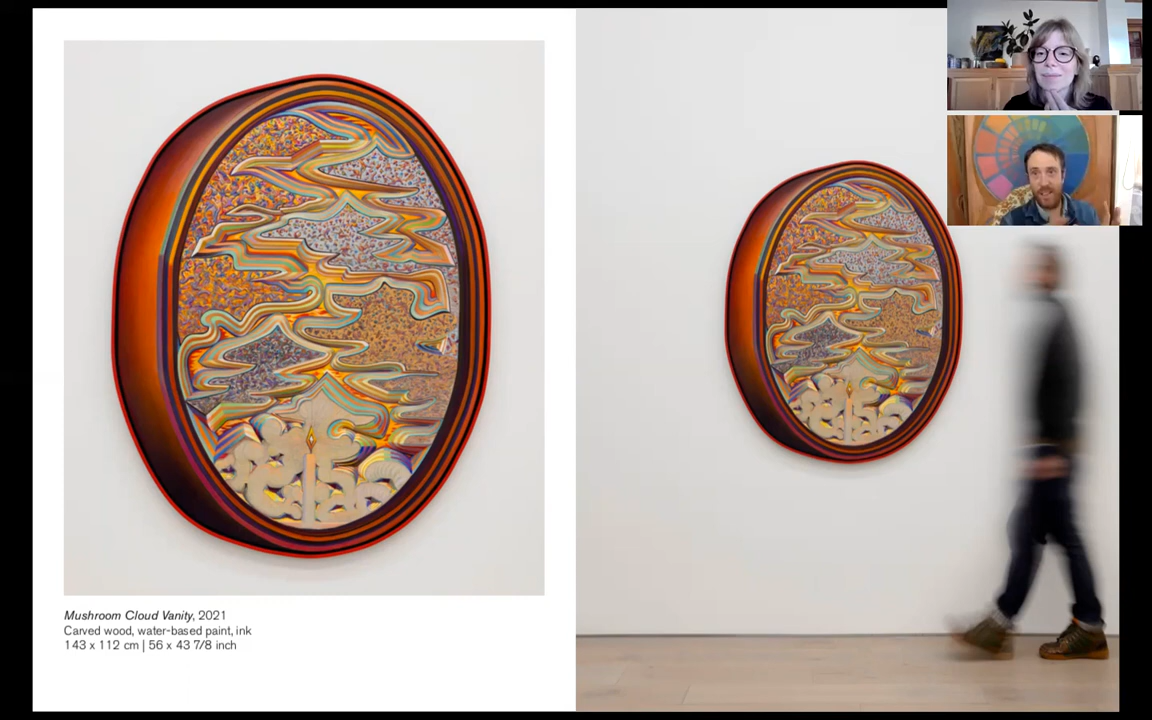 Mushroom Cloud Vanity, 2021
Carved wood, water-based paint, ink
143 x 112 cm | 56 x 43 7/8 inch